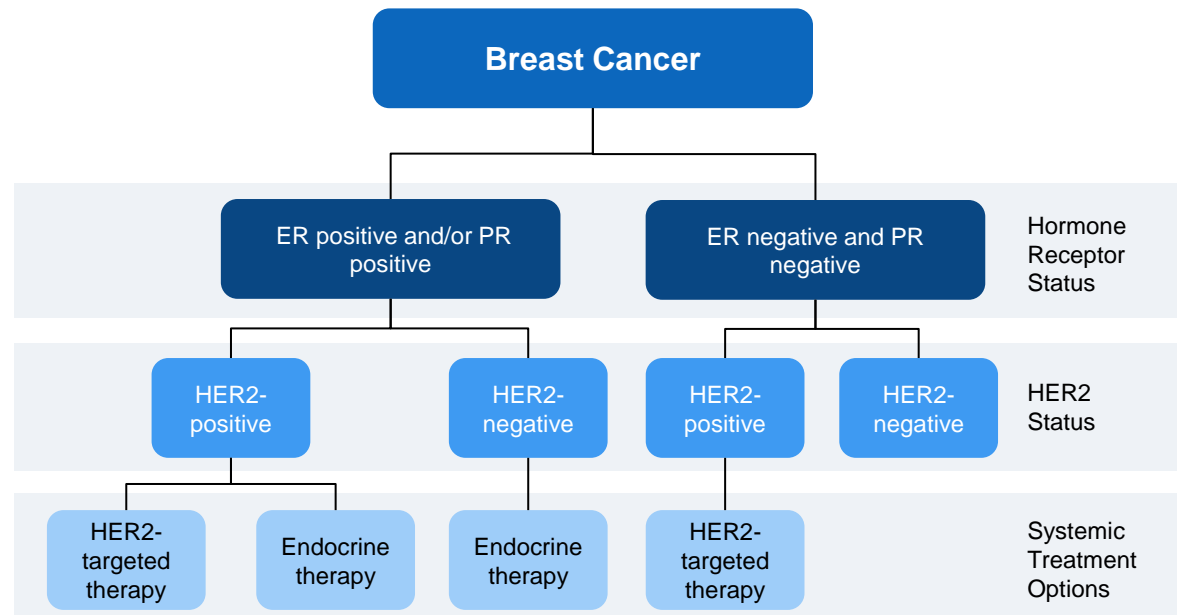 Breast Cancer
ER positive and/or PR
positive
ER negative and PR
negative
Hormone
Receptor
Status
HER2-
positive
HER2-
negative
HER2-
positive
HER2-
negative
HER2
Status
HER2-
targeted
therapy
Endocrine
therapy
Endocrine
therapy
HER2-
targeted
therapy
Systemic
Treatment
Options